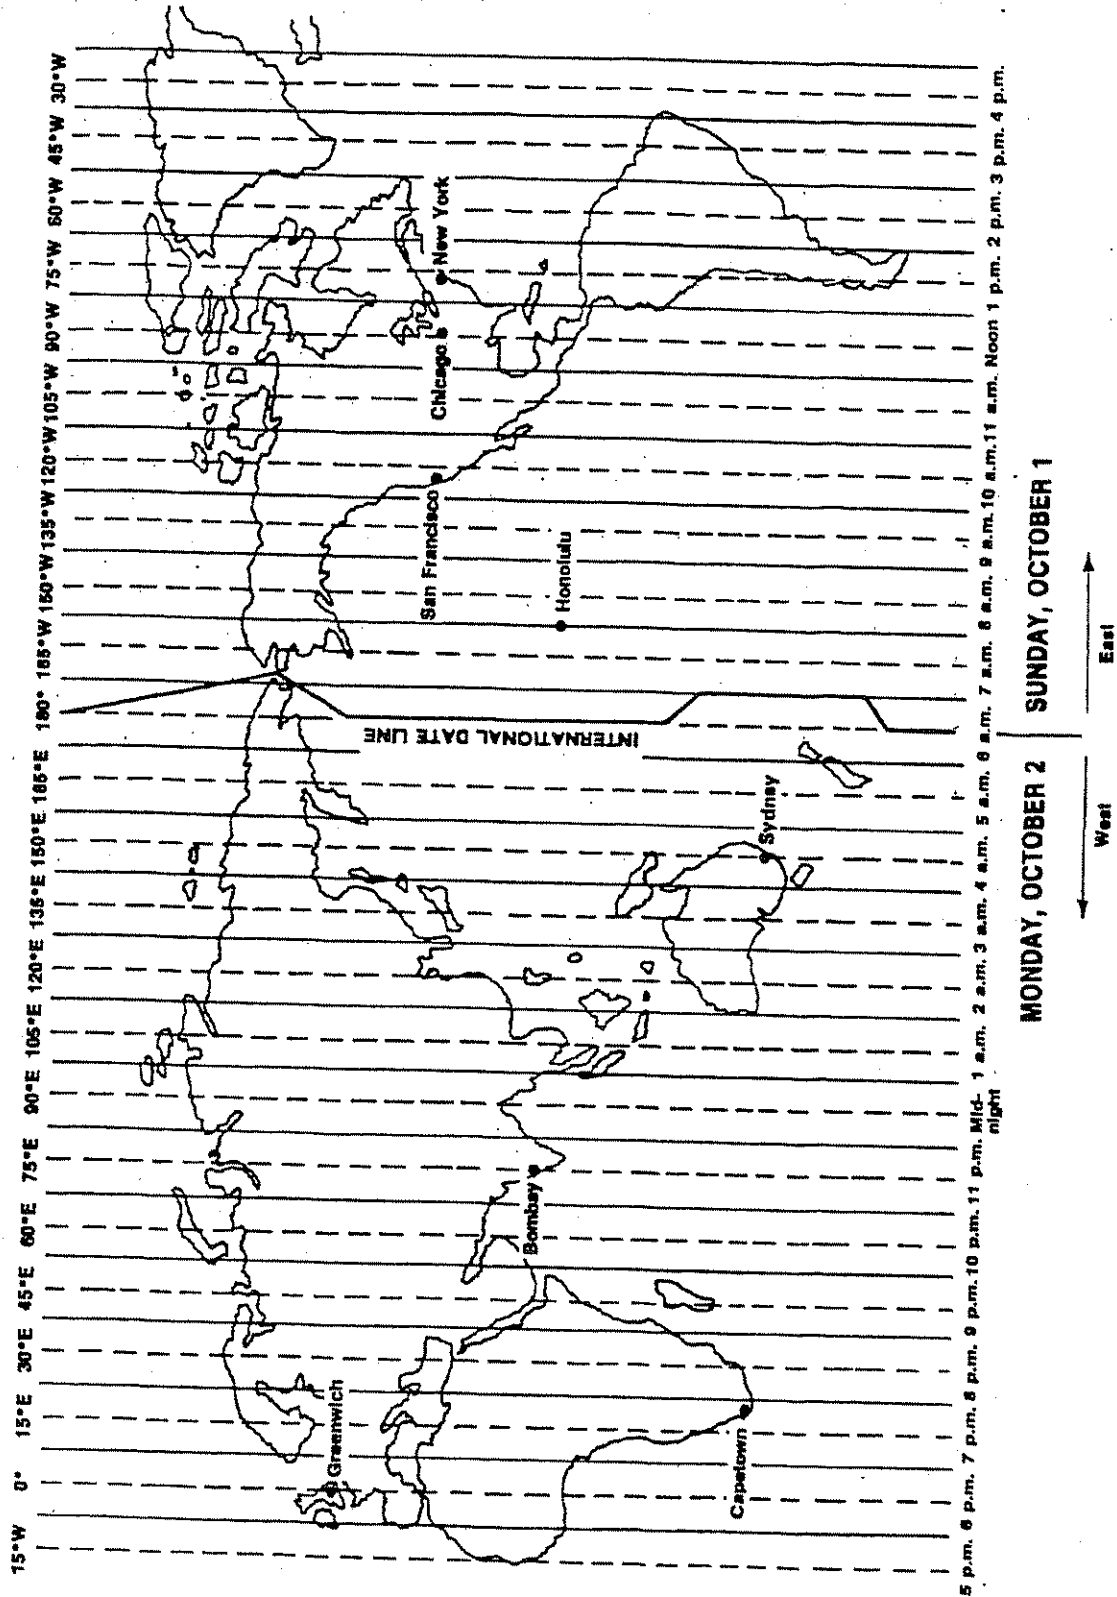 15°W 0° 15°E 30°E 45°E 60°E 75°E 90°E 105°E 120°E 135°E 150°E 165°E 180° 165°W 150°W 135°W 120°W 105°W 90°W 75°W 60°W 45°W 30°W
Greenwich
San Francisco
Chicago
New York
INTERNATIONAL DATE LINE
Bombay
Honolulu
Capetown
Sydney
5 p.m. 6 p.m. 7 p.m. 8 p.m. 9 p.m. 10 p.m. 11 p.m. Mid- 1 a.m. 2 a.m. 3 a.m. 4 a.m. 5 a.m. 6 a.m. 7 a.m. 8 a.m. 9 a.m. 10 a.m. 11 a.m. Noon 1 p.m. 2 p.m. 3 p.m. 4 p.m.
night
MONDAY, OCTOBER 2 SUNDAY, OCTOBER 1
West East